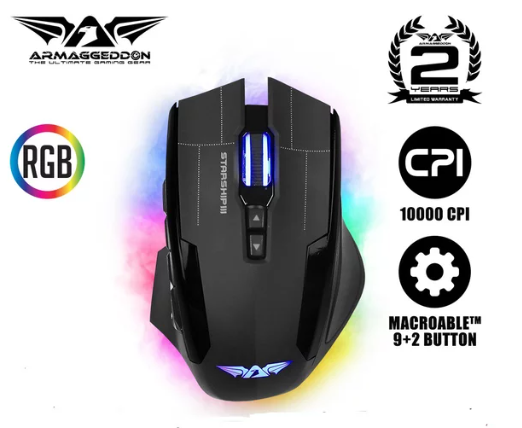 ARMAGGEDDON
THE ULTIMATE GAMING GEAR
ARMAGGEDDON
2
YEARS
LIMITED WARRANTY
RGB
STARSHIP III
CPI
10000 CPI
MACROABLE™
9+2 BUTTON